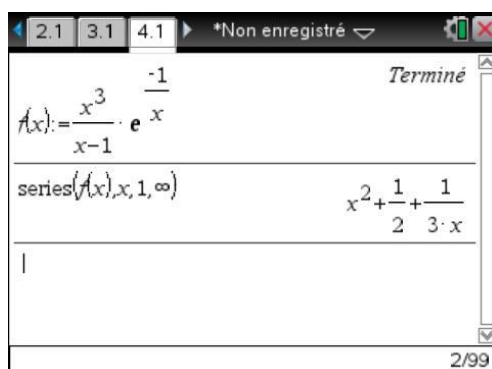 2.1 3.1 4.1 *Non enregistré
f(x):=x^3/(x-1)·e^(-1/x) Terminé
series(f(x),x,1,∞) x^2+1/2+1/(3·x)
2/99